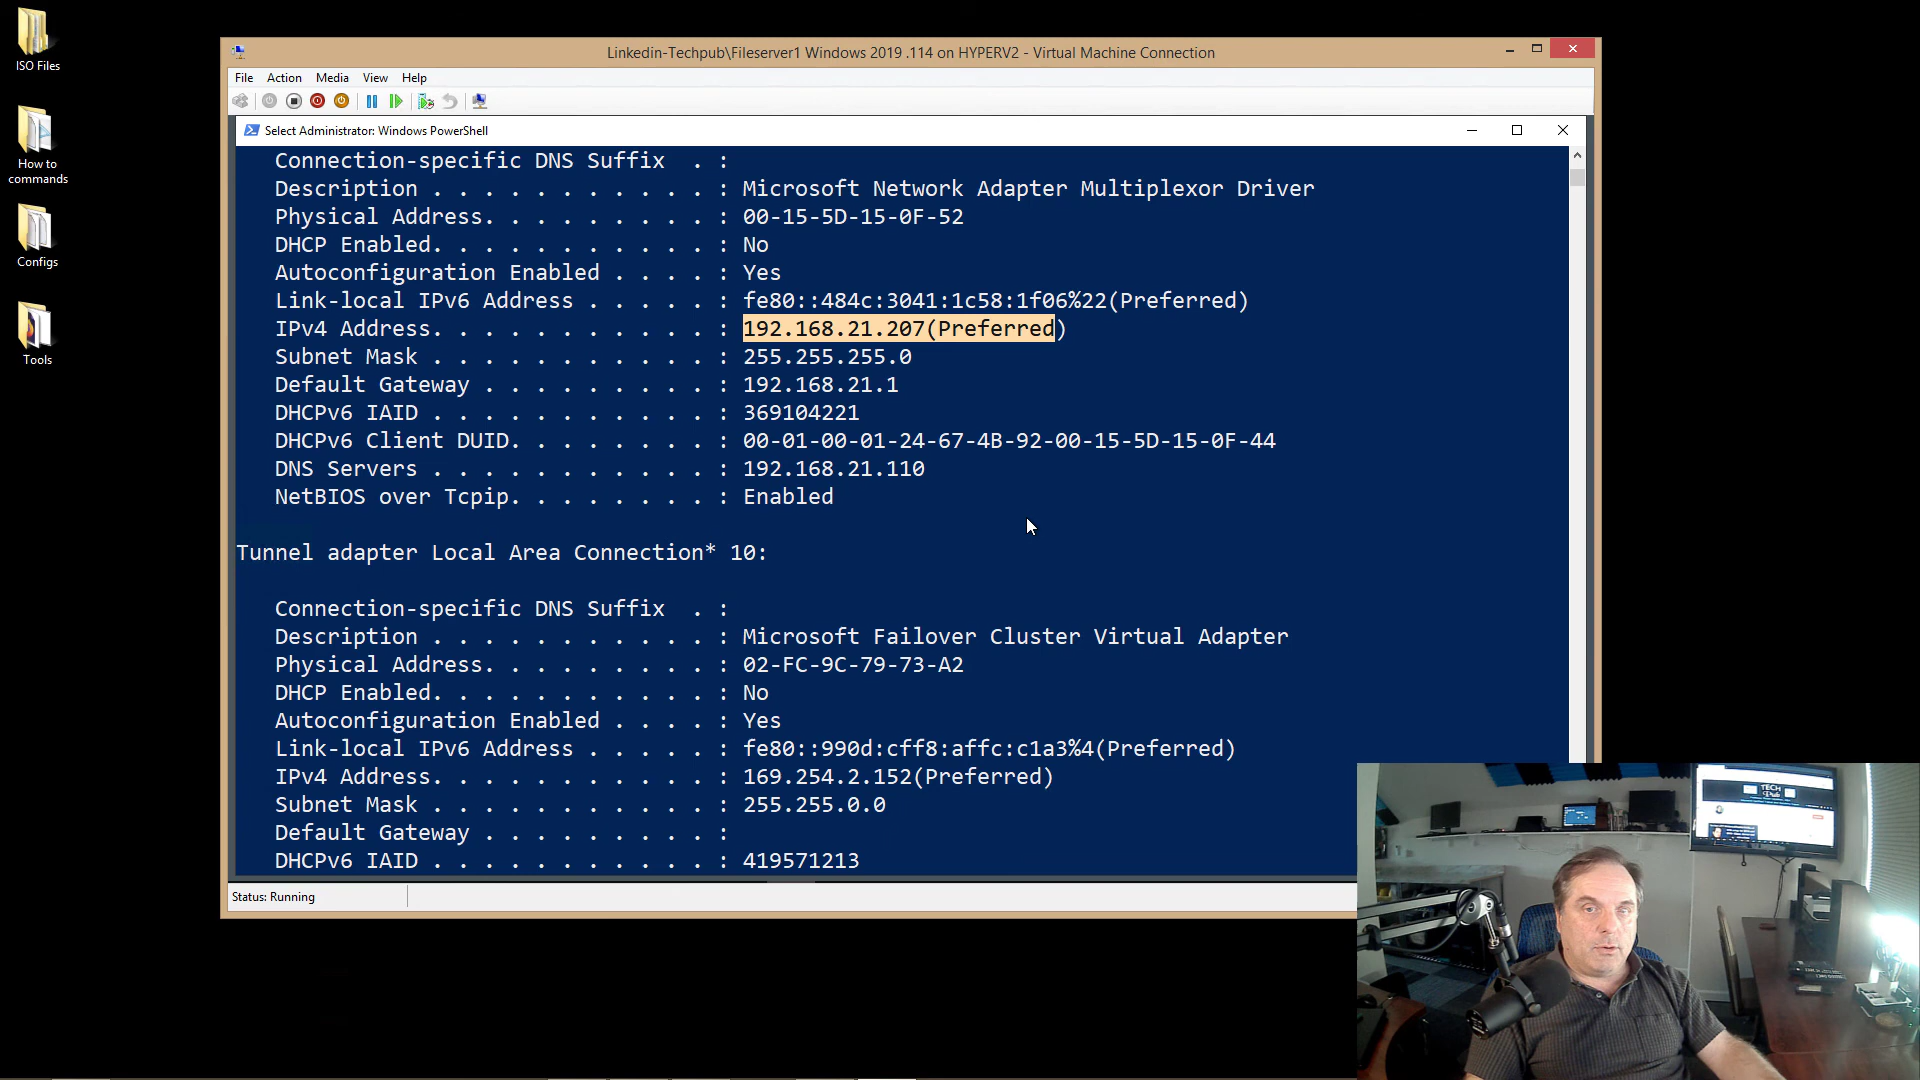 ISO Files
How to
commands
Configs
Tools
Linkedin-Techpub\Fileserver1 Windows 2019 .114 on HYPERV2 - Virtual Machine Connection
File Action Media View Help
Select Administrator: Windows PowerShell
Connection-specific DNS Suffix  . :
Description . . . . . . . . . . . : Microsoft Network Adapter Multiplexor Driver
Physical Address. . . . . . . . . : 00-15-5D-15-0F-52
DHCP Enabled. . . . . . . . . . . : No
Autoconfiguration Enabled . . . . : Yes
Link-local IPv6 Address . . . . . : fe80::484c:3041:1c58:1f06%22(Preferred)
IPv4 Address. . . . . . . . . . . : 192.168.21.207(Preferred)
Subnet Mask . . . . . . . . . . . : 255.255.255.0
Default Gateway . . . . . . . . . : 192.168.21.1
DHCPv6 IAID . . . . . . . . . . . : 369104221
DHCPv6 Client DUID. . . . . . . . : 00-01-00-01-24-67-4B-92-00-15-5D-15-0F-44
DNS Servers . . . . . . . . . . . : 192.168.21.110
NetBIOS over Tcpip. . . . . . . . : Enabled
Tunnel adapter Local Area Connection* 10:
Connection-specific DNS Suffix  . :
Description . . . . . . . . . . . : Microsoft Failover Cluster Virtual Adapter
Physical Address. . . . . . . . . : 02-FC-9C-79-73-A2
DHCP Enabled. . . . . . . . . . . : No
Autoconfiguration Enabled . . . . : Yes
Link-local IPv6 Address . . . . . : fe80::990d:cff8:affc:c1a3%4(Preferred)
IPv4 Address. . . . . . . . . . . : 169.254.2.152(Preferred)
Subnet Mask . . . . . . . . . . . : 255.255.0.0
Default Gateway . . . . . . . . . :
DHCPv6 IAID . . . . . . . . . . . : 419571213
Status: Running
TECH
Pub